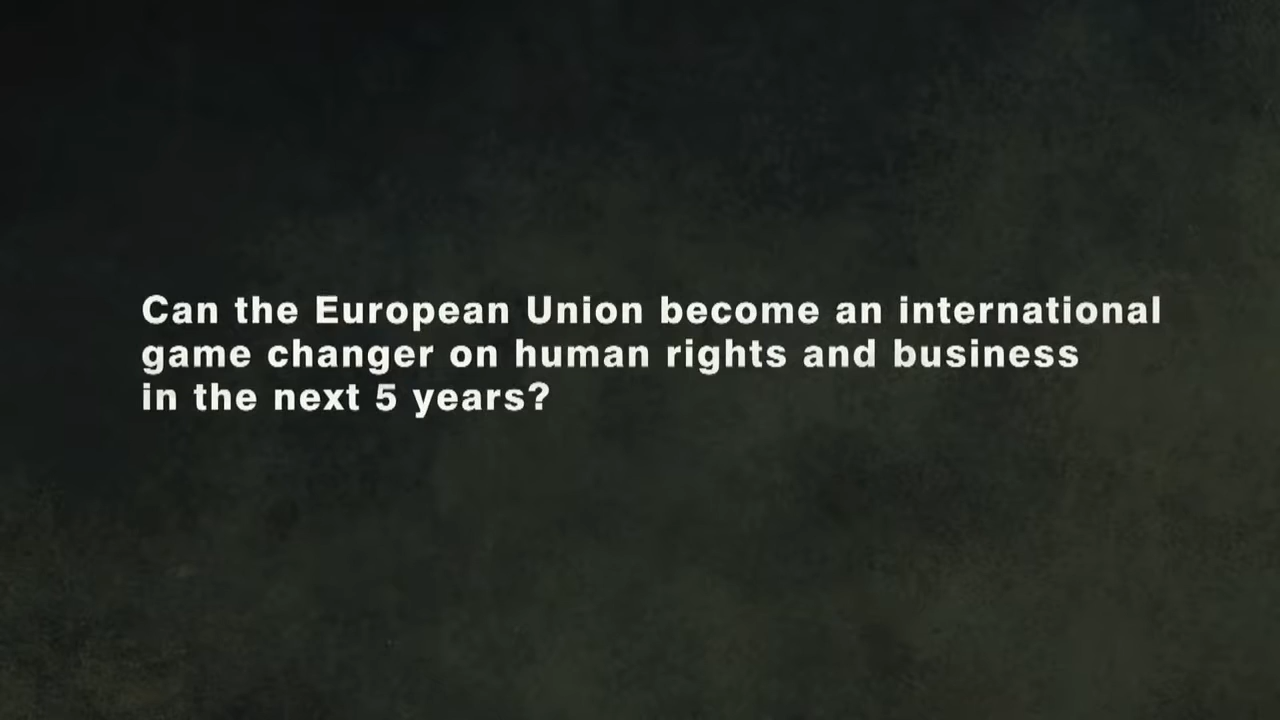 Can the European Union become an international
game changer on human rights and business
in the next 5 years?